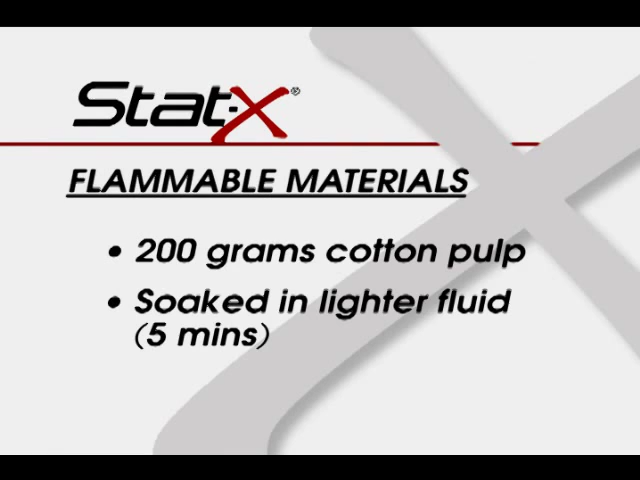 Stat-X®
FLAMMABLE MATERIALS
• 200 grams cotton pulp
• Soaked in lighter fluid
(5 mins)